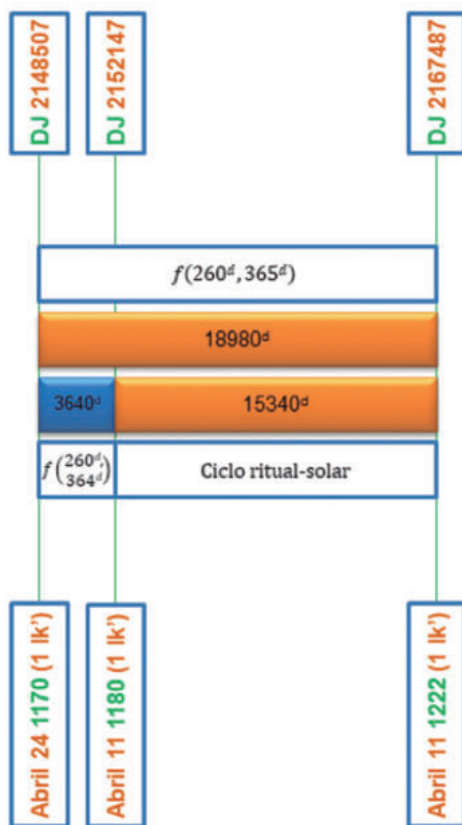 DJ 2148507
DJ 2152147
DJ 2167487
f(260ᵈ, 365ᵈ)
18980ᵈ
3640ᵈ
15340ᵈ
f(260ᵈ, 364ᵈ)
Ciclo ritual-solar
Abril 24 1170 (1 Ik')
Abril 11 1180 (1 Ik')
Abril 11 1222 (1 Ik')